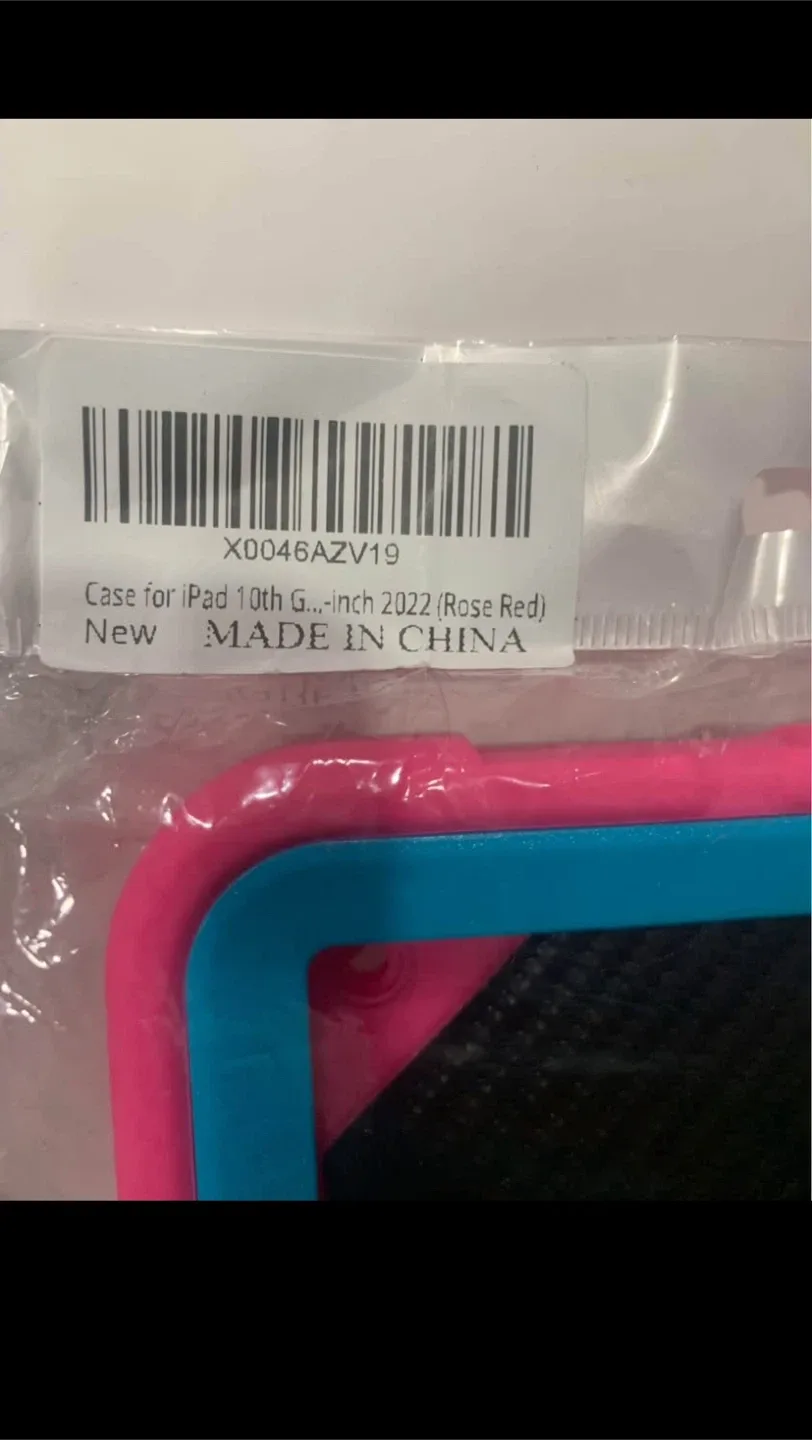 X0046AZV19
Case for iPad 10th G...-inch 2022 (Rose Red)
New MADE IN CHINA